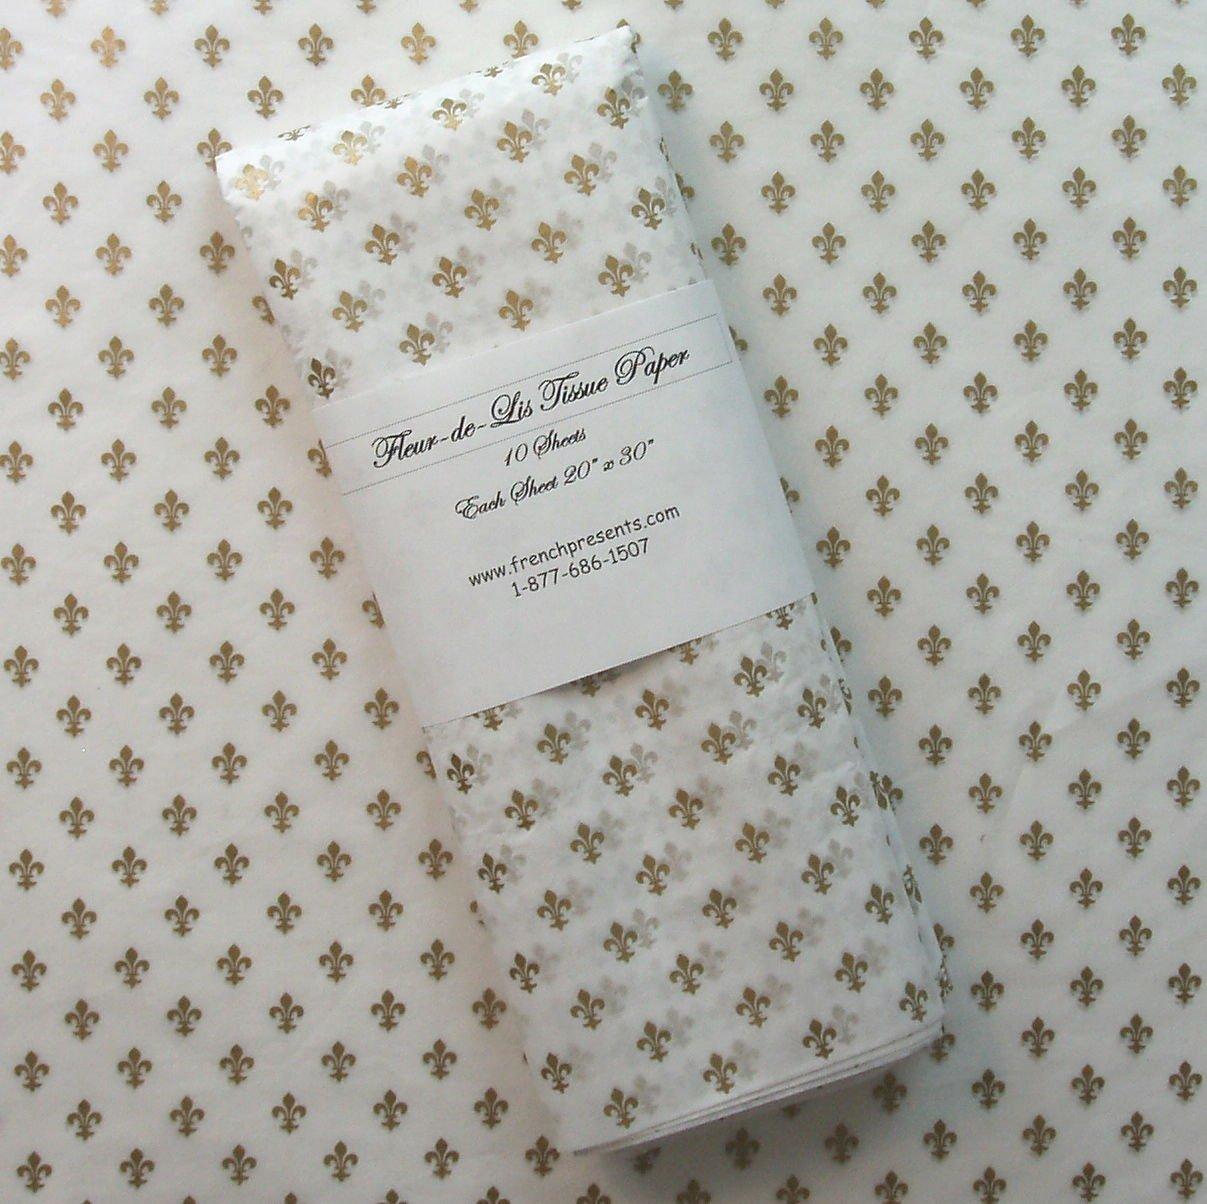 Fleur-de-Lis Tissue Paper
10 Sheets
Each Sheet 20" x 30"
www.frenchpresents.com
1-877-686-1507